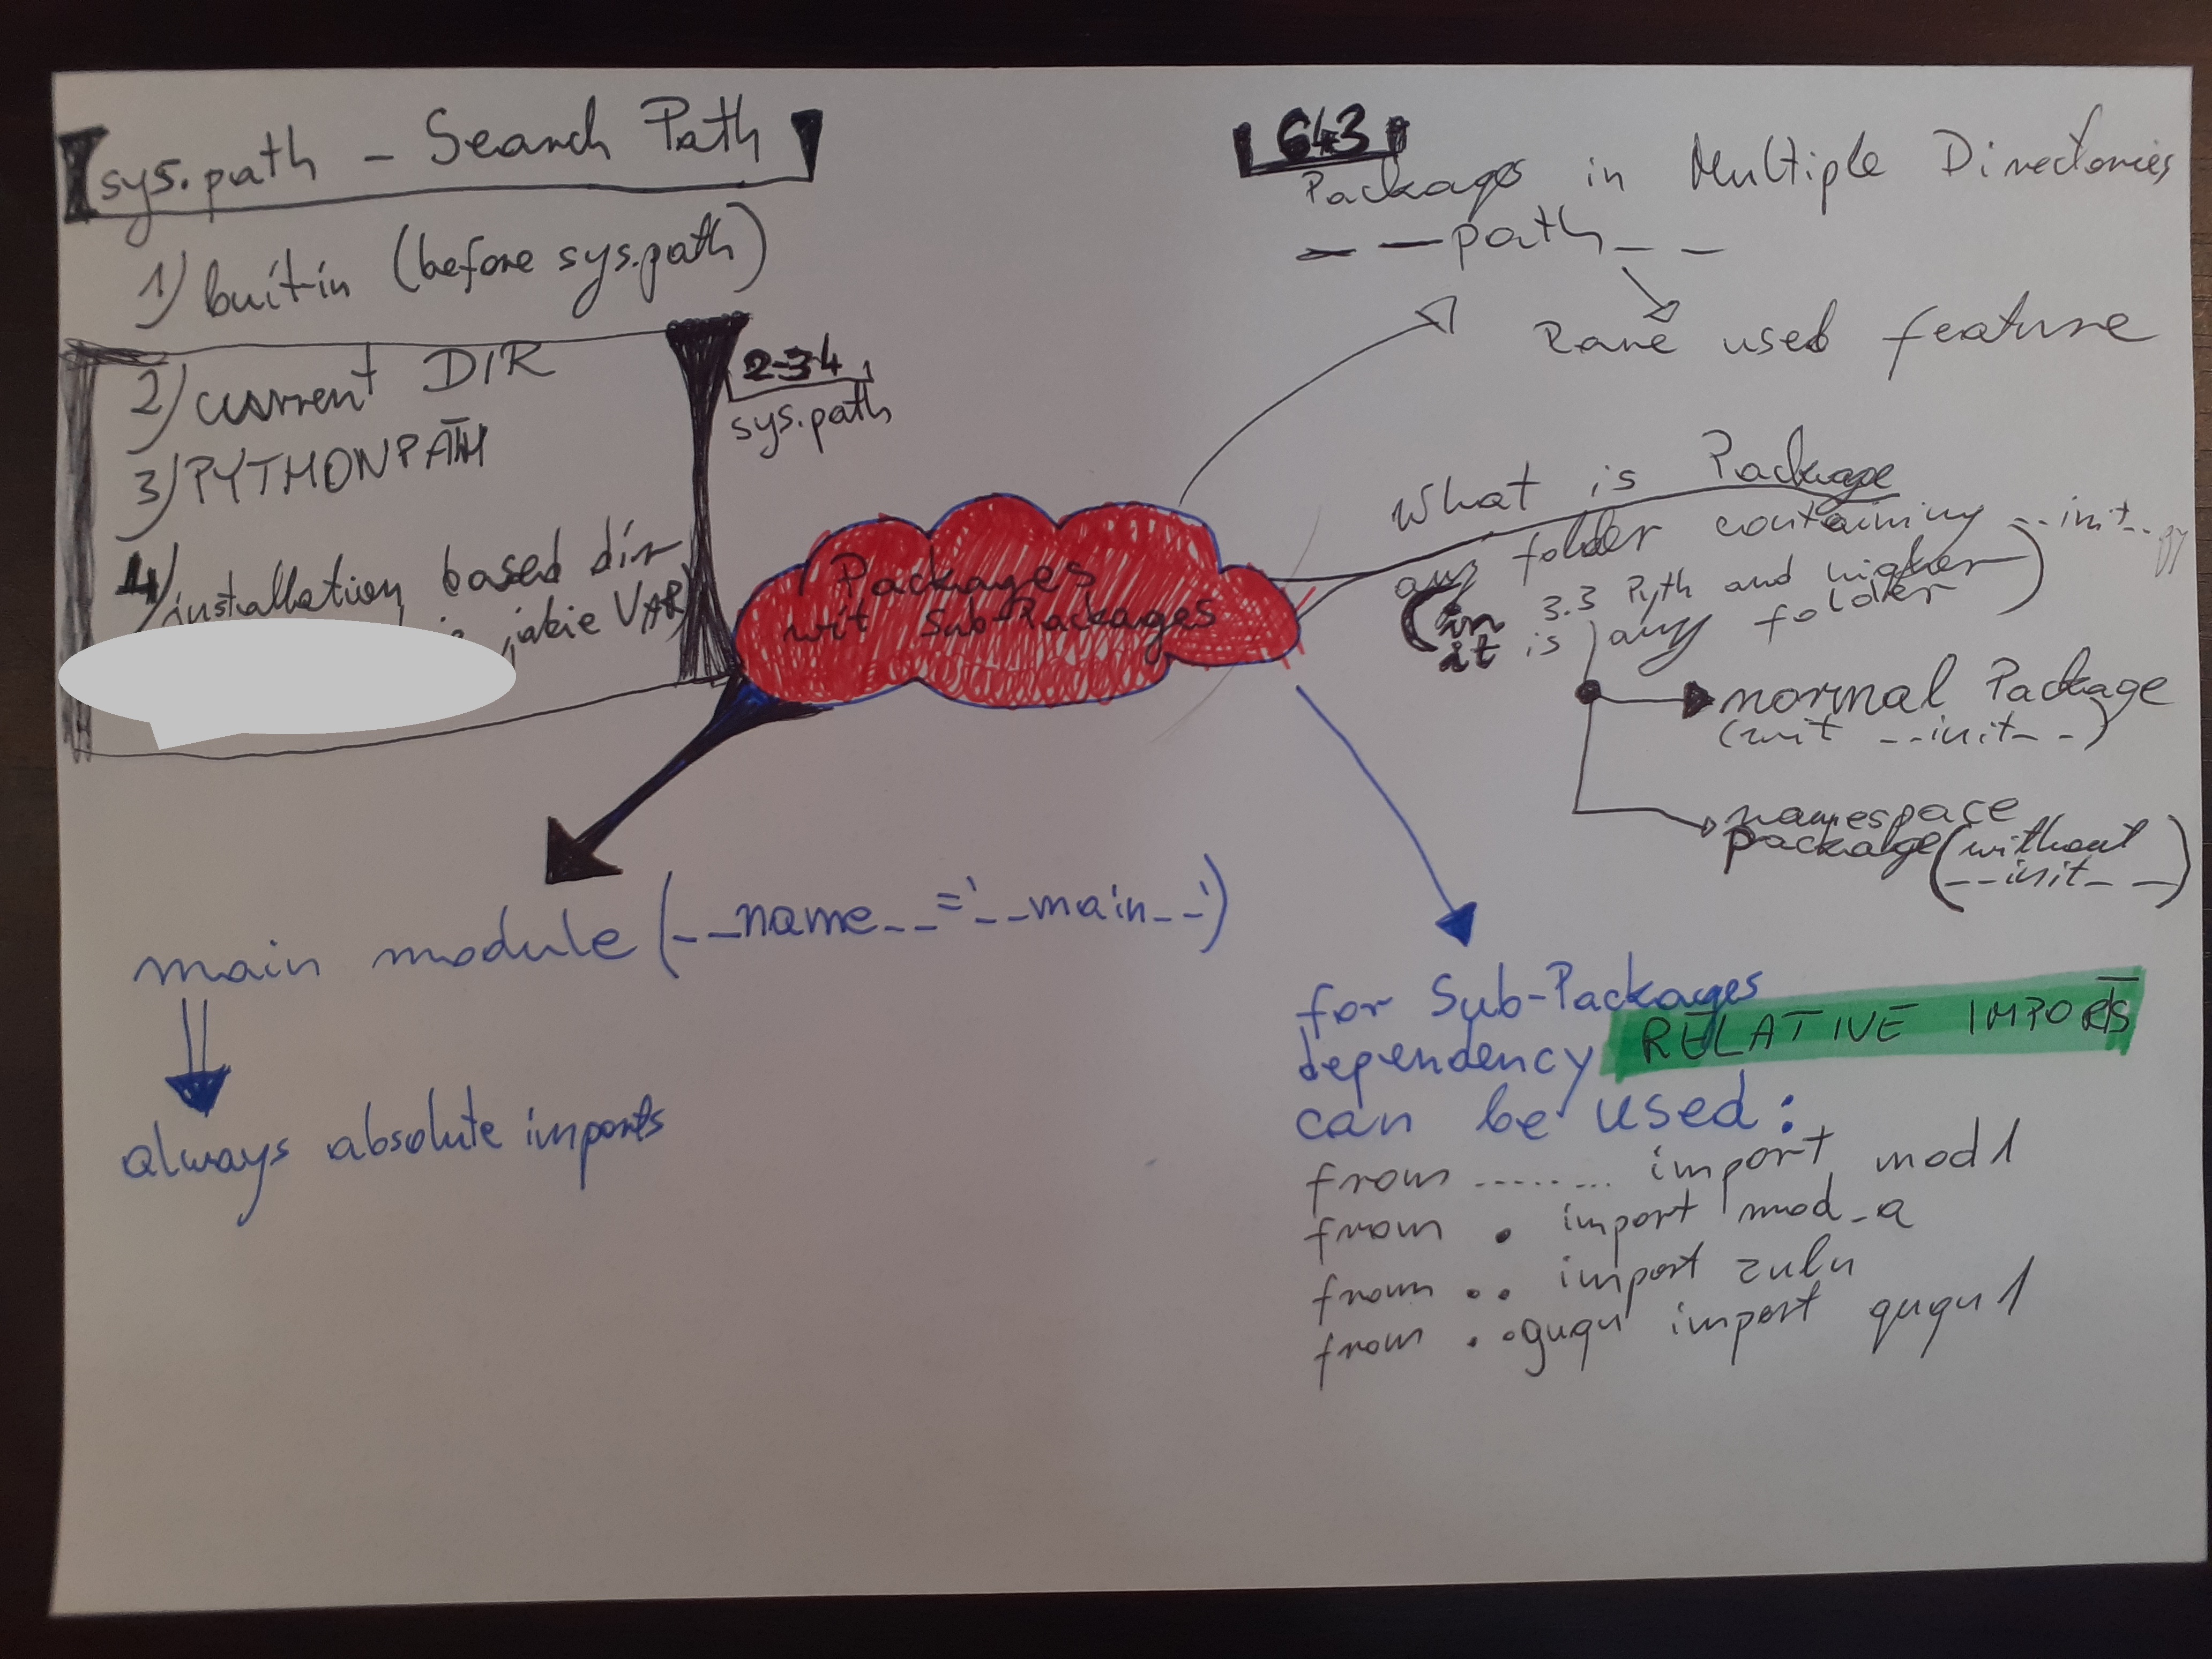 sys.path - Search Path
1) buit-in (before sys.path)
2) current DIR
3) PYTHONPATH
4) installation based dir
jakie VAR)
2-3-4
sys.path
643
Packages in Multiple Directories
__path__
Rare used feature
Packages
wit Sub-Packages
What is Package
any folder containing __init__.py
(in 3.3 Pyth and higher
it is any folder)
normal Package
(wit __init__)
namespace
package (without
__init__)
main module (__name__='__main__')
always absolute imports
for Sub-Packages
dependency RELATIVE IMPORTS
can be used:
from ........ import mod1
from . import mod_a
from .. import zulu
from ..gugu import gugu1